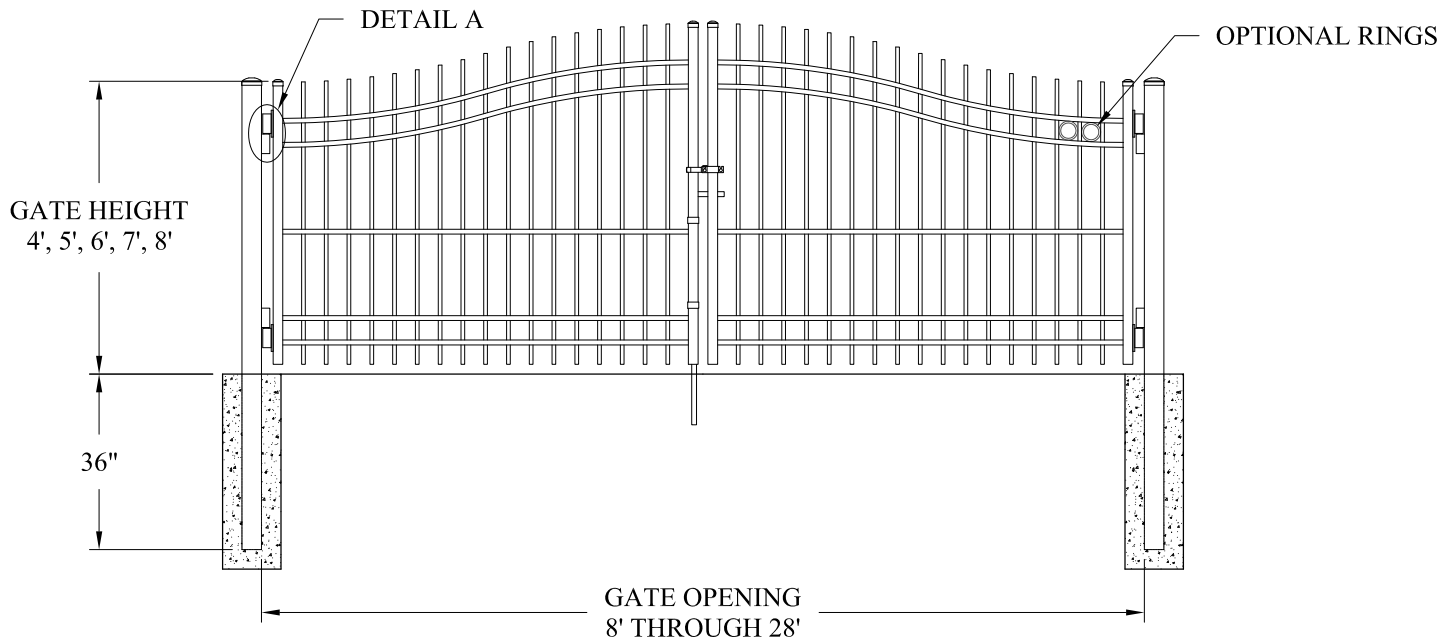 DETAIL A
OPTIONAL RINGS
GATE HEIGHT
4', 5', 6', 7', 8'
36"
GATE OPENING
8' THROUGH 28'